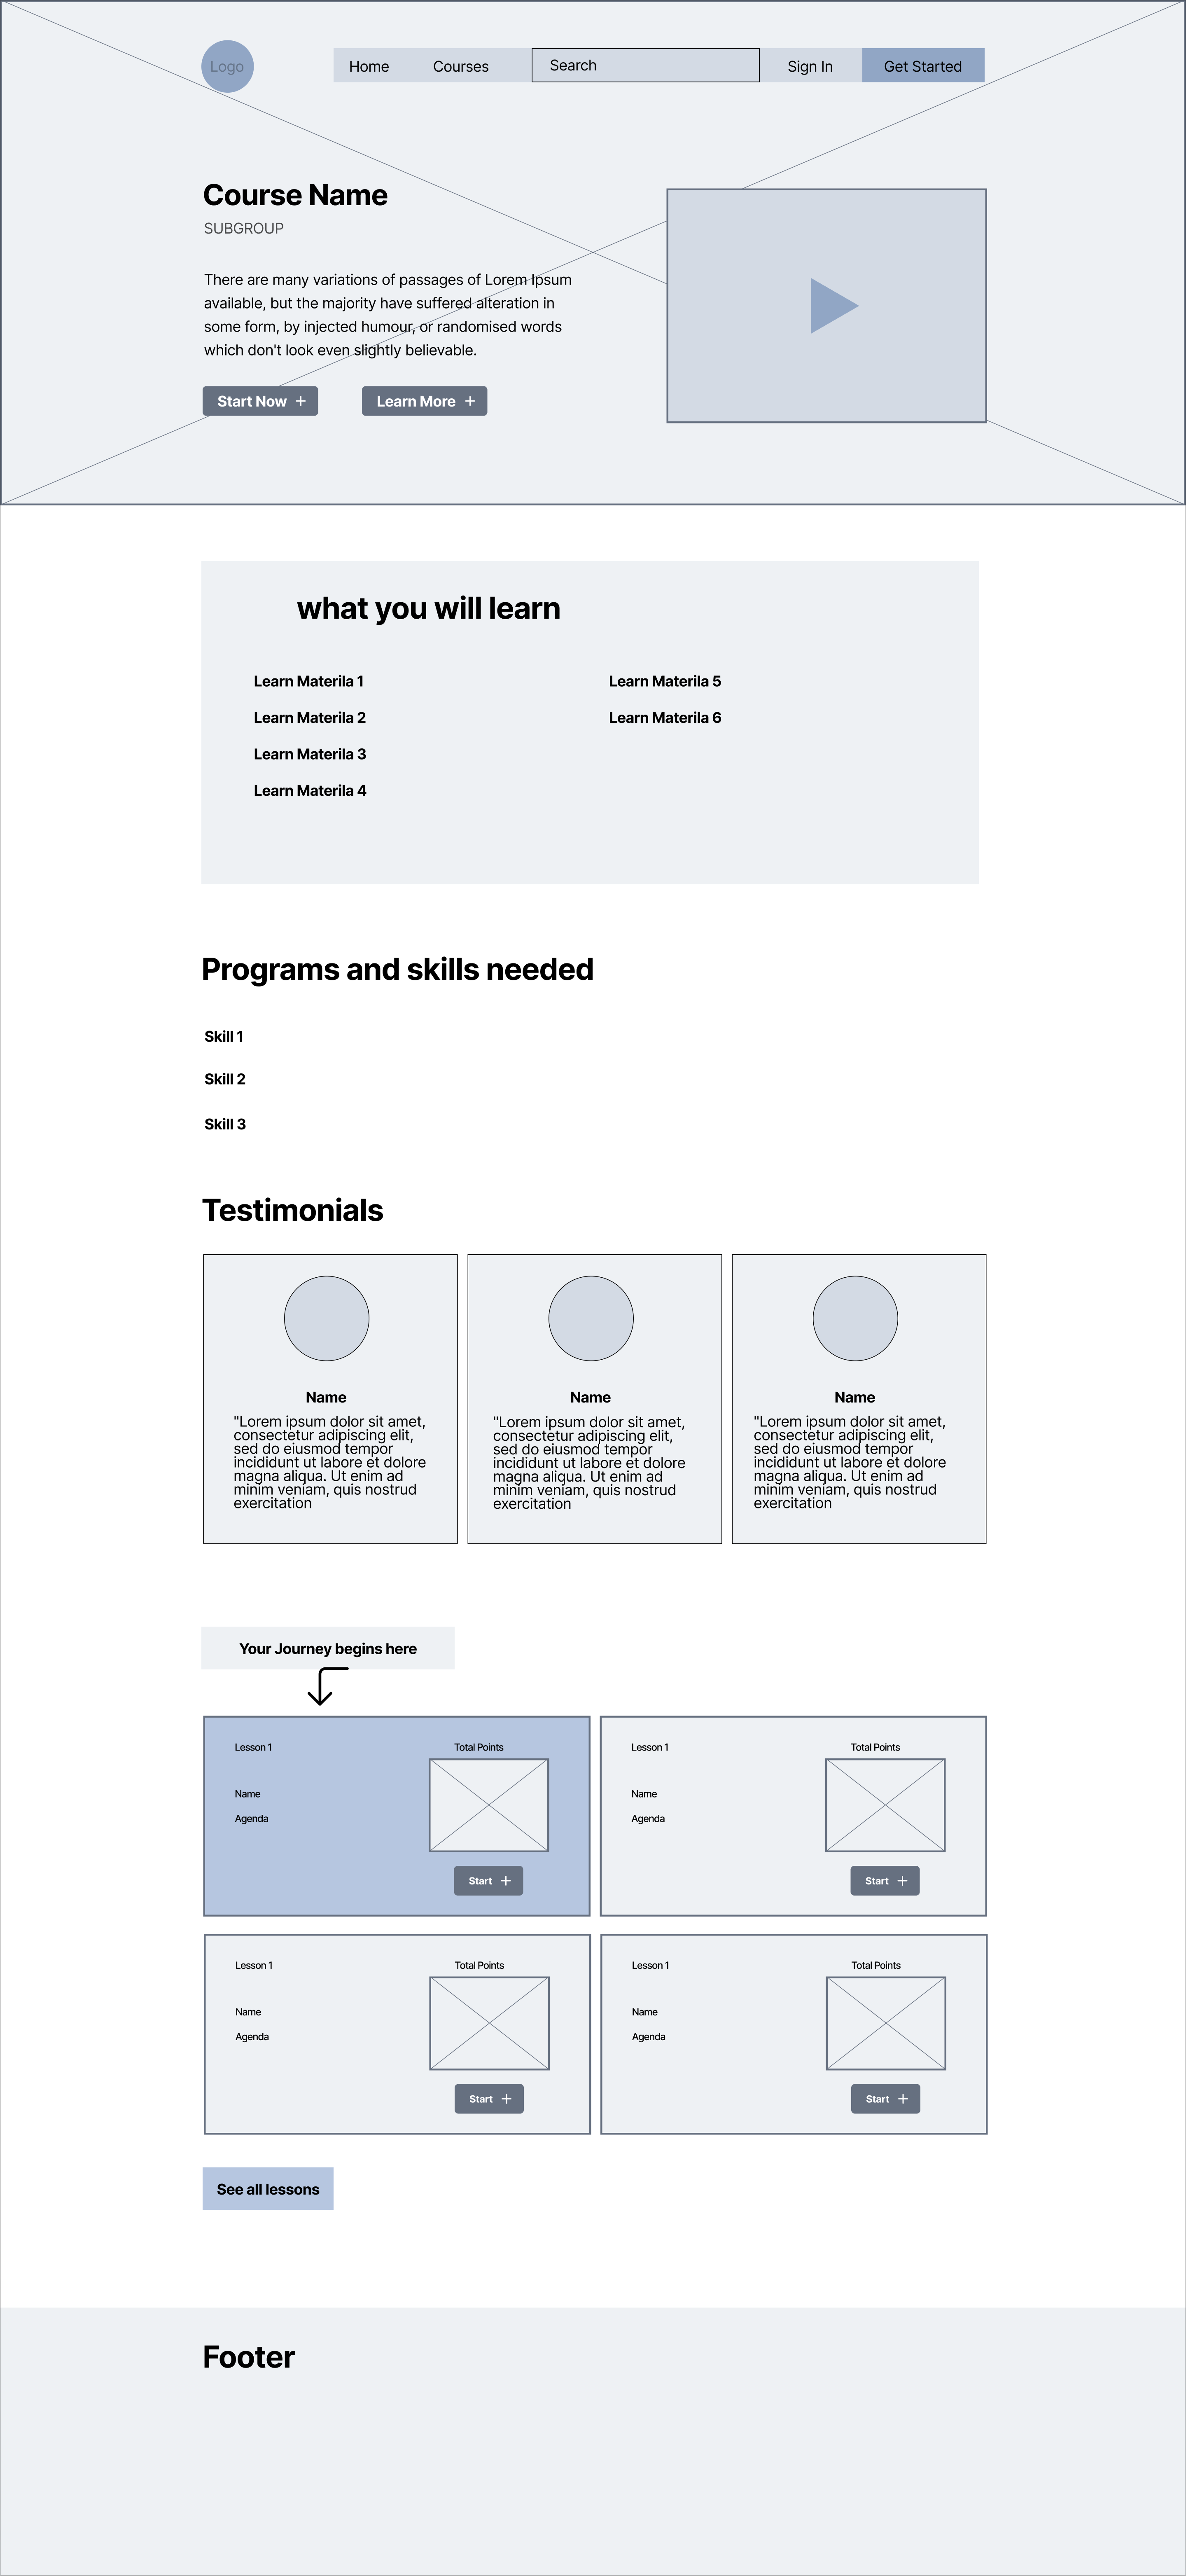 Logo
Home
Courses
Search
Sign In
Get Started
Course Name
SUBGROUP
There are many variations of passages of Lorem Ipsum
available, but the majority have suffered alteration in
some form, by injected humour, or randomised words
which don't look even slightly believable.
Start Now +
Learn More +
what you will learn
Learn Materila 1
Learn Materila 2
Learn Materila 3
Learn Materila 4
Learn Materila 5
Learn Materila 6
Programs and skills needed
Skill 1
Skill 2
Skill 3
Testimonials
Name
"Lorem ipsum dolor sit amet,
consectetur adipiscing elit,
sed do eiusmod tempor
incididunt ut labore et dolore
magna aliqua. Ut enim ad
minim veniam, quis nostrud
exercitation
Name
"Lorem ipsum dolor sit amet,
consectetur adipiscing elit,
sed do eiusmod tempor
incididunt ut labore et dolore
magna aliqua. Ut enim ad
minim veniam, quis nostrud
exercitation
Name
"Lorem ipsum dolor sit amet,
consectetur adipiscing elit,
sed do eiusmod tempor
incididunt ut labore et dolore
magna aliqua. Ut enim ad
minim veniam, quis nostrud
exercitation
Your Journey begins here
Lesson 1
Total Points
Name
Agenda
Start +
Lesson 1
Total Points
Name
Agenda
Start +
Lesson 1
Total Points
Name
Agenda
Start +
Lesson 1
Total Points
Name
Agenda
Start +
See all lessons
Footer